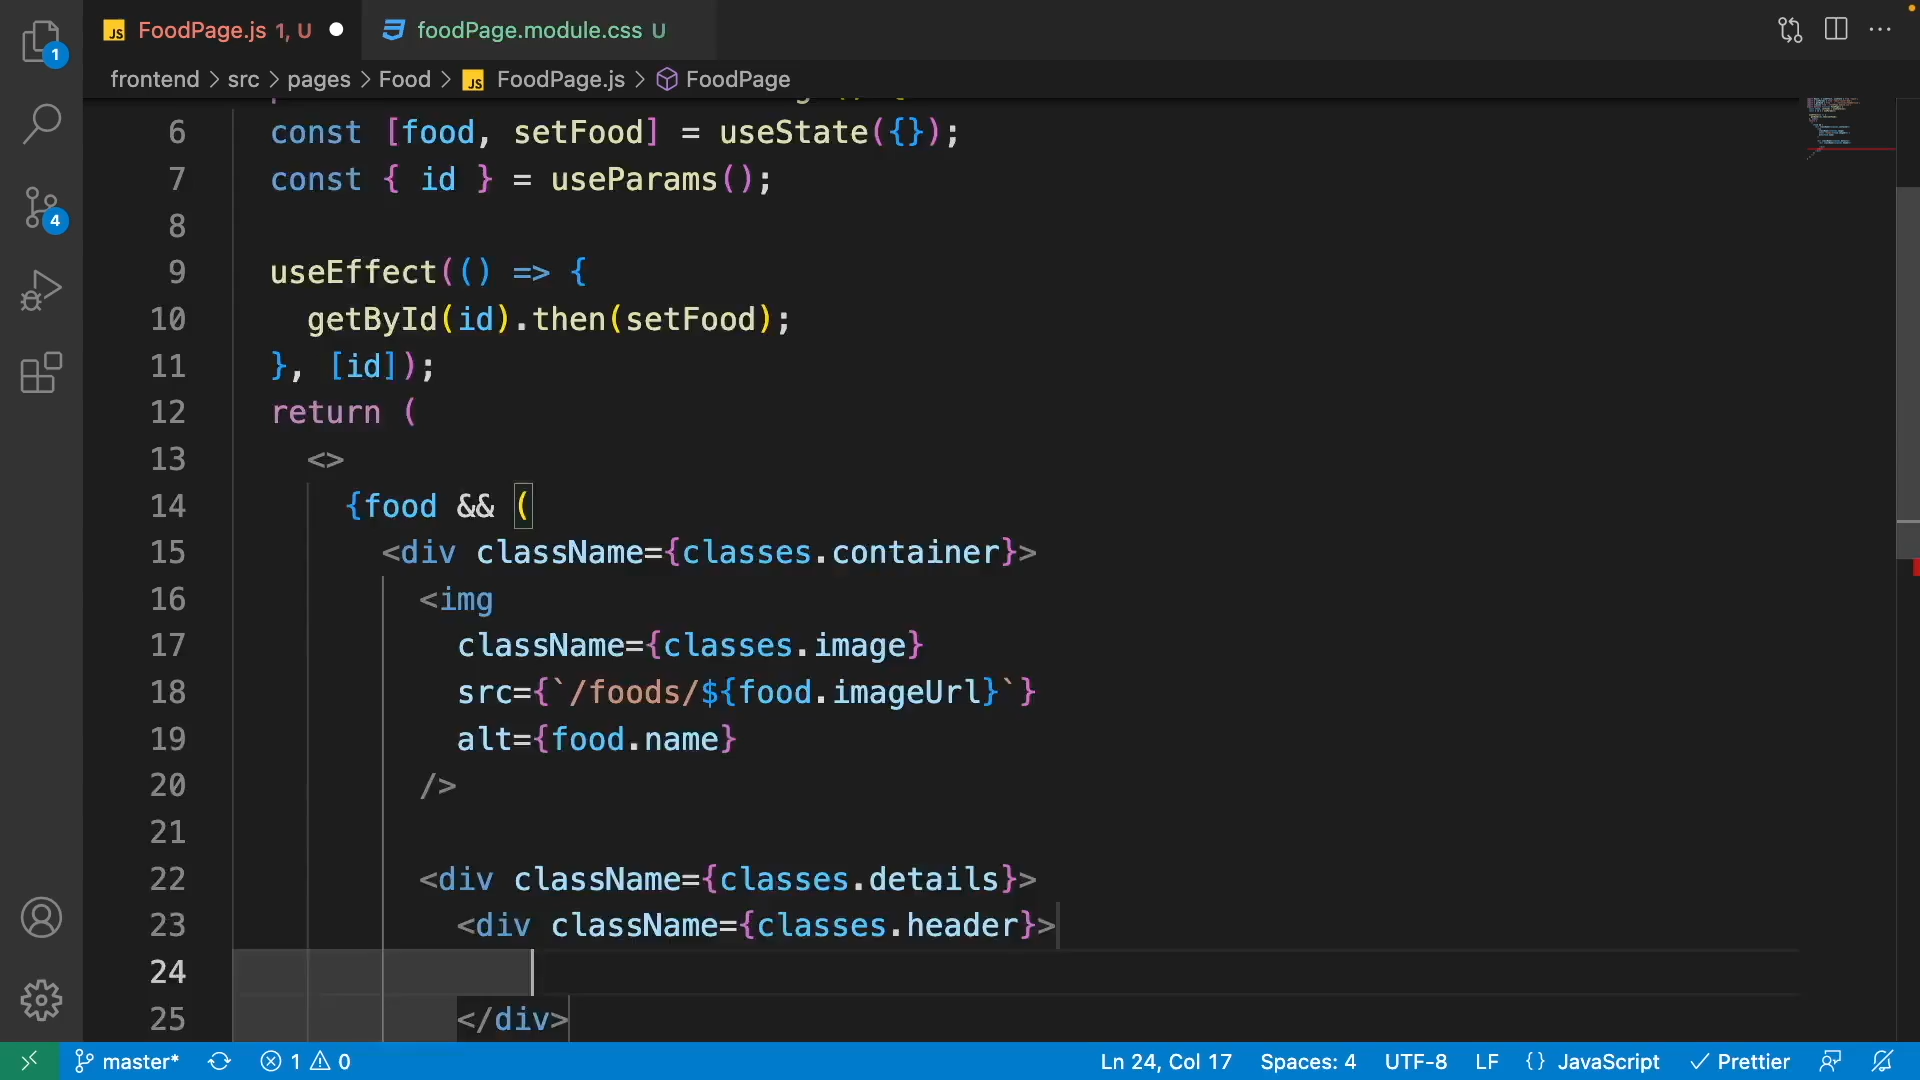 JS FoodPage.js 1, U foodPage.module.css U
1
frontend > src > pages > Food > JS FoodPage.js > FoodPage
6 const [food, setFood] = useState({});
7 const { id } = useParams();
8
9 useEffect(() => {
10 getById(id).then(setFood);
11 }, [id]);
12 return (
13 <>
14 {food && (
15 <div className={classes.container}>
16 <img
17 className={classes.image}
18 src={`/foods/${food.imageUrl}`}
19 alt={food.name}
20 />
21
22 <div className={classes.details}>
23 <div className={classes.header}>
24
25 </div>
4
master* 1 0 Ln 24, Col 17 Spaces: 4 UTF-8 LF {} JavaScript Prettier